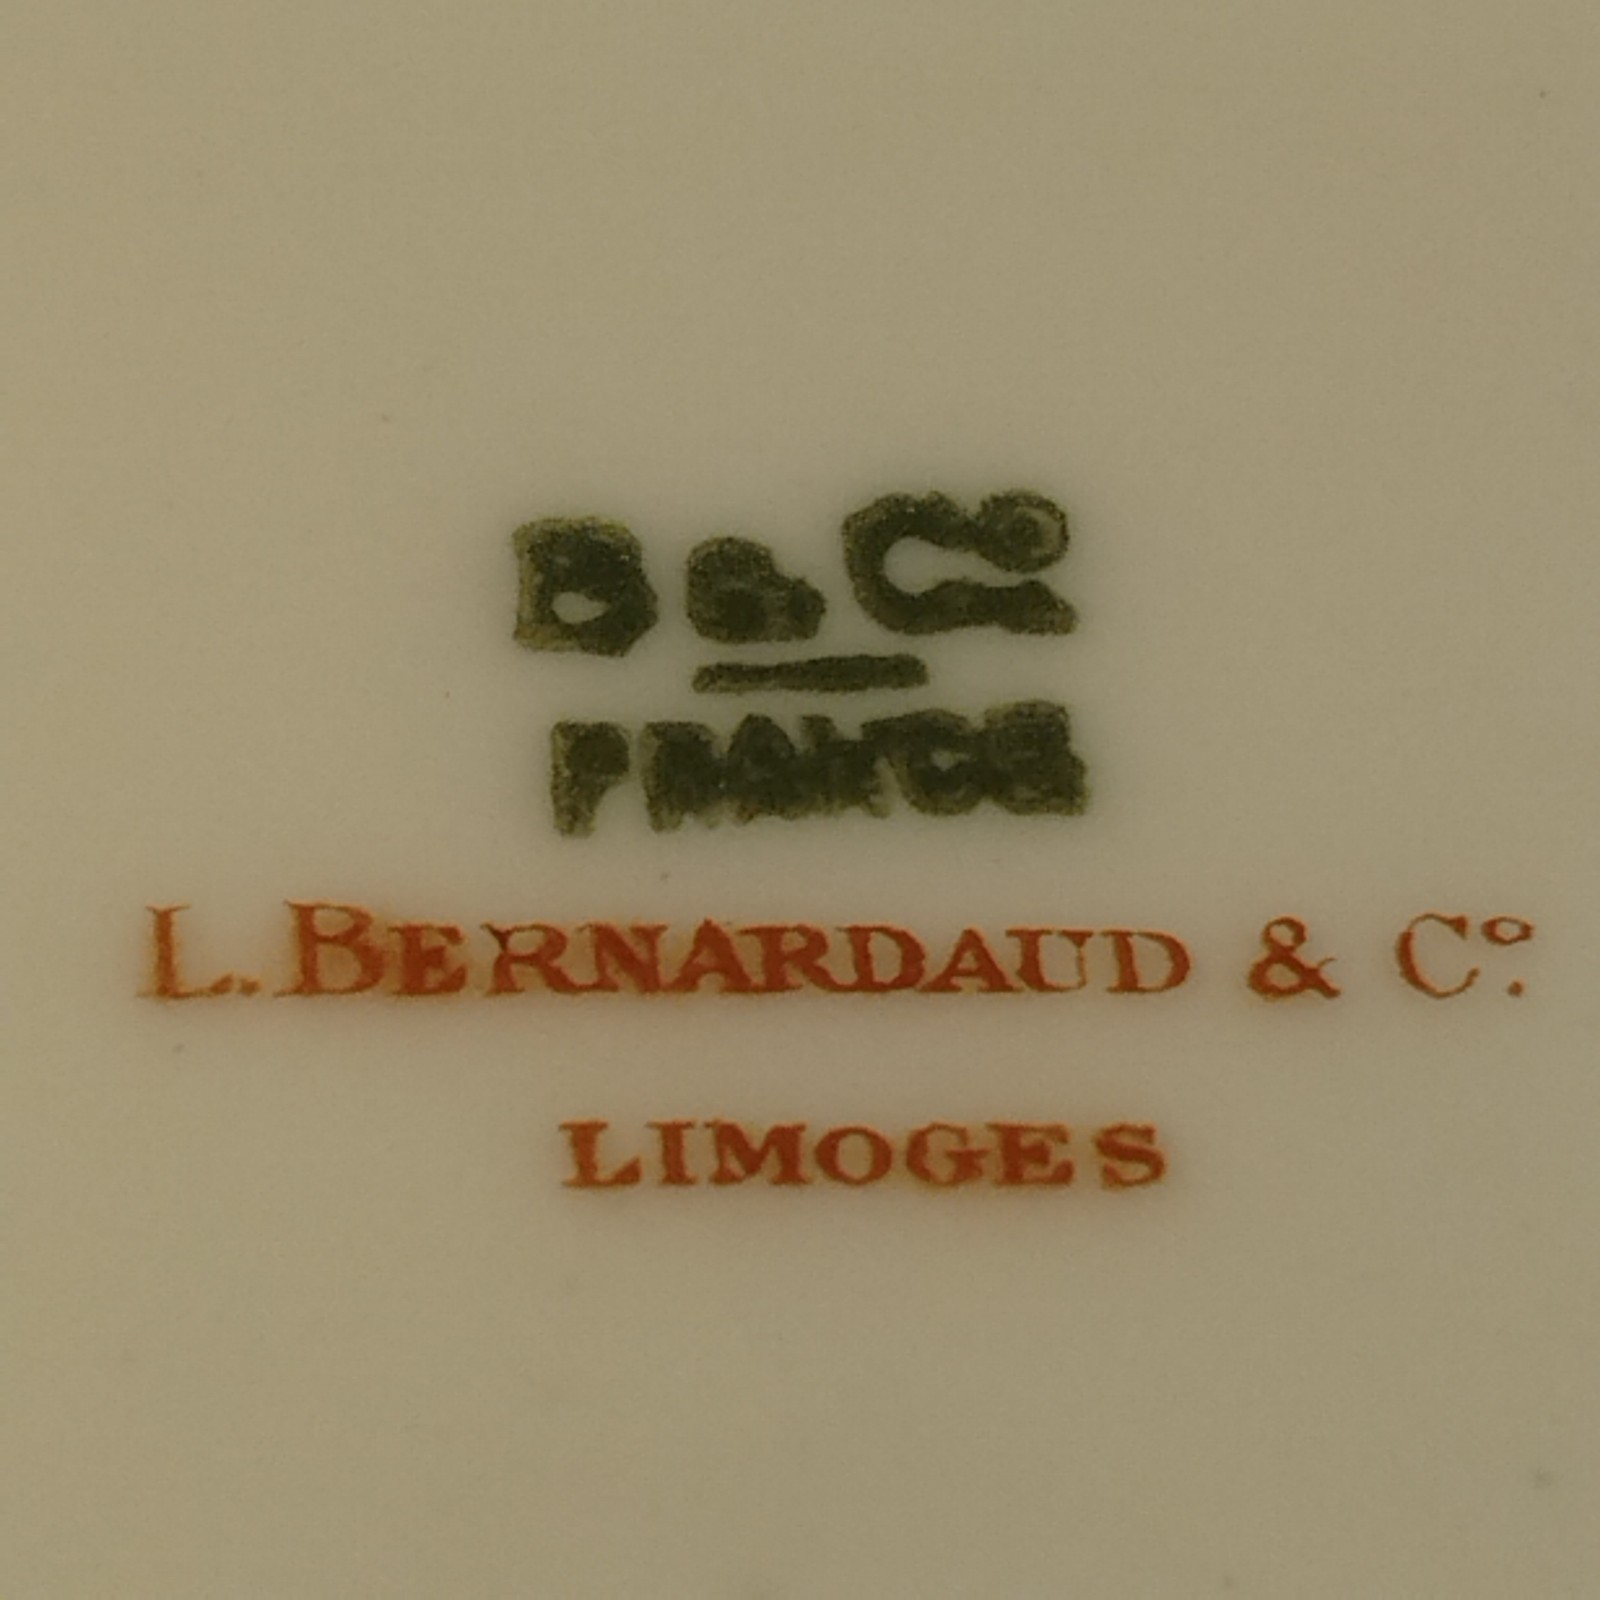 B & Co
FRANCE
L. BERNARDAUD & Co.
LIMOGES